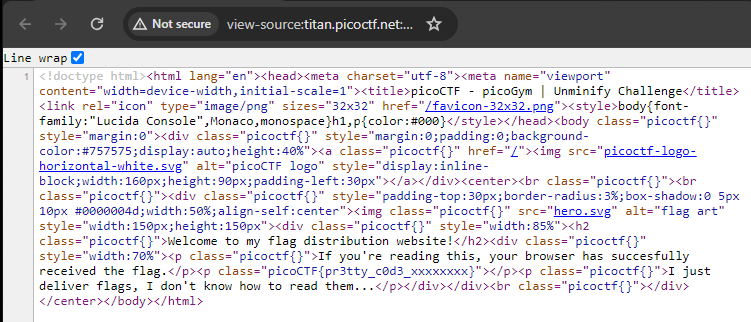 Not secure view-source:titan.picoctf.net:...
Line wrap
1 <!doctype html><html lang="en"><head><meta charset="utf-8"><meta name="viewport"
content="width=device-width,initial-scale=1"><title>picoCTF - picoGym | Unminify Challenge</title>
<link rel="icon" type="image/png" sizes="32x32" href="/favicon-32x32.png"><style>body{font-
family:"Lucida Console",Monaco,monospace}h1,p{color:#000}</style></head><body class="picoctf{}"
style="margin:0"><div class="picoctf{}" style="margin:0;padding:0;background-
color:#757575;display:auto;height:40%"><a class="picoctf{}" href="/"><img src="picoctf-logo-
horizontal-white.svg" alt="picoCTF logo" style="display:inline-
block;width:160px;height:90px;padding-left:30px"></a></div><center><br class="picoctf{}"><br
class="picoctf{}"><div class="picoctf{}" style="padding-top:30px;border-radius:3%;box-shadow:0 5px
10px #0000004d;width:50%;align-self:center"><img class="picoctf{}" src="hero.svg" alt="flag art"
style="width:150px;height:150px"><div class="picoctf{}" style="width:85%"><h2
class="picoctf{}">Welcome to my flag distribution website!</h2><div class="picoctf{}"
style="width:70%"><p class="picoctf{}">If you're reading this, your browser has succesfully
received the flag.</p><p class="picoCTF{pr3tty_c0d3_xxxxxxxx}"></p><p class="picoctf{}">I just
deliver flags, I don't know how to read them...</p></div></div><br class="picoctf{}"></div>
</center></body></html>